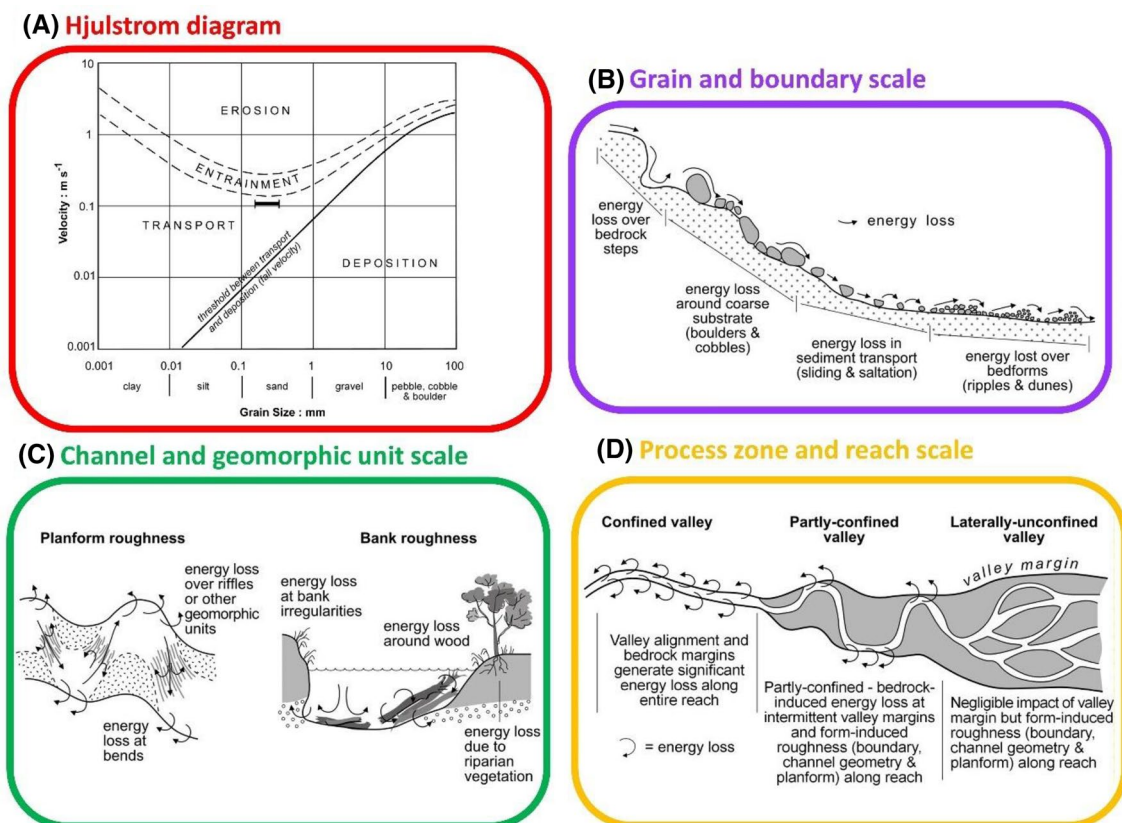 (A) Hjulstrom diagram
10
1
0.1
0.01
0.001
Velocity : m s⁻¹
EROSION
ENTRAINMENT
TRANSPORT
DEPOSITION
threshold between transport
and deposition (fall velocity)
0.001 0.01 0.1 1 10 100
clay silt sand gravel pebble, cobble
& boulder
Grain Size : mm
(B) Grain and boundary scale
energy
loss over
bedrock
steps
energy loss
energy loss
around coarse
substrate
(boulders &
cobbles)
energy loss in
sediment transport
(sliding & saltation)
energy lost over
bedforms
(ripples & dunes)
(C) Channel and geomorphic unit scale
Planform roughness
energy loss
over riffles
or other
geomorphic
units
energy
loss at
bends
Bank roughness
energy loss
at bank
irregularities
energy loss
around wood
energy loss
due to
riparian
vegetation
(D) Process zone and reach scale
Confined valley
Partly-confined
valley
Laterally-unconfined
valley
valley margin
Valley alignment and
bedrock margins
generate significant
energy loss along
entire reach
= energy loss
Partly-confined - bedrock-
induced energy loss at
intermittent valley margins
and form-induced
roughness (boundary,
channel geometry &
planform) along reach
Negligible impact of valley
margin but form-induced
roughness (boundary,
channel geometry &
planform) along reach